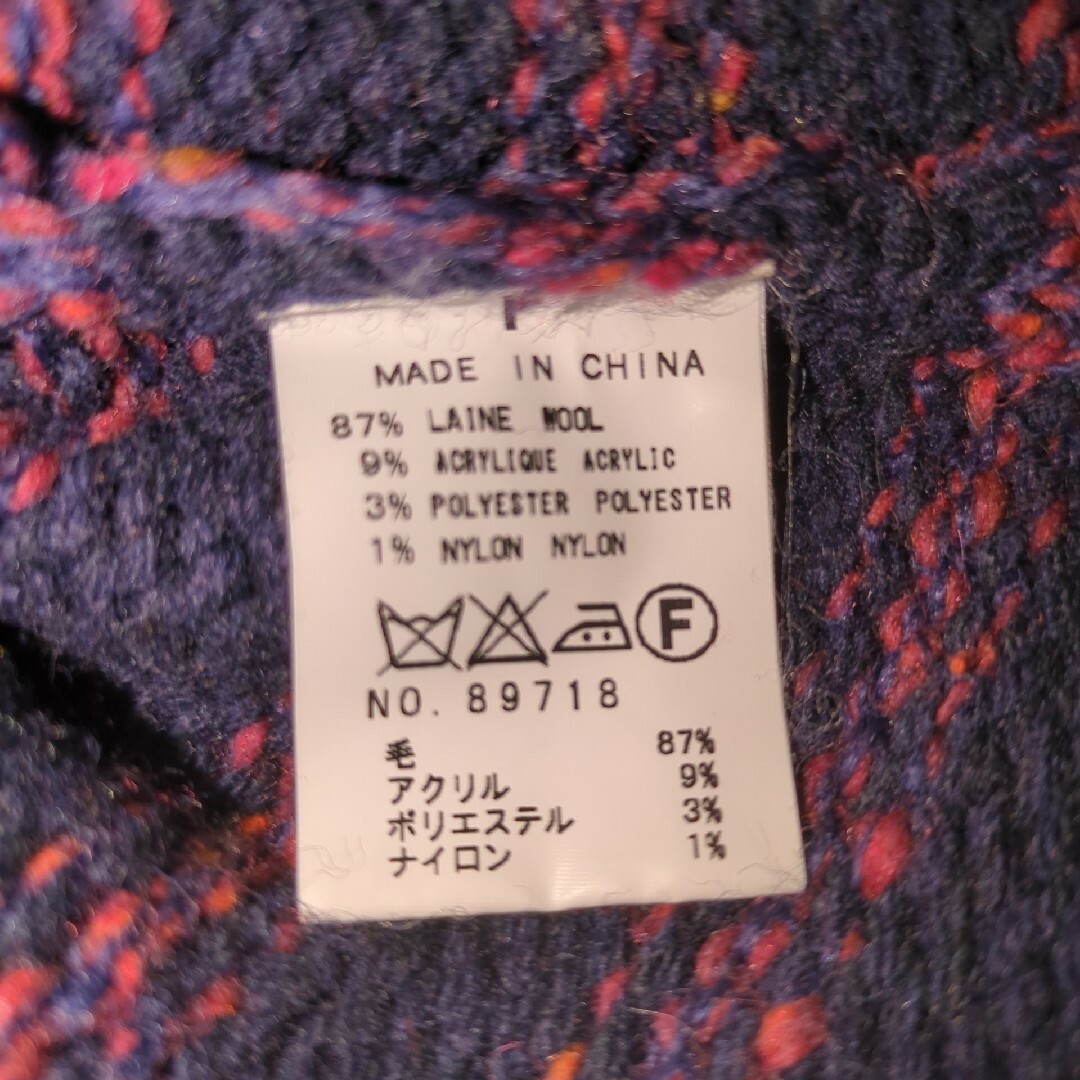 MADE IN CHINA
87% LAINE WOOL
9% ACRYLIQUE ACRYLIC
3% POLYESTER POLYESTER
1% NYLON NYLON
F
NO. 89718
毛 87%
アクリル 9%
ポリエステル 3%
ナイロン 1%